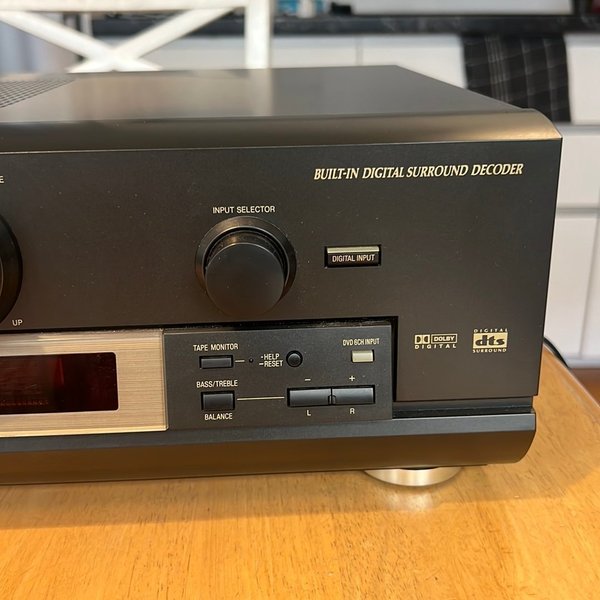 BUILT-IN DIGITAL SURROUND DECODER
INPUT SELECTOR
DIGITAL INPUT
UP
TAPE MONITOR
-HELP
-RESET
DVD 6CH INPUT
BASS/TREBLE
BALANCE
- +
L R
DOLBY
DIGITAL
DIGITAL
dts
SURROUND